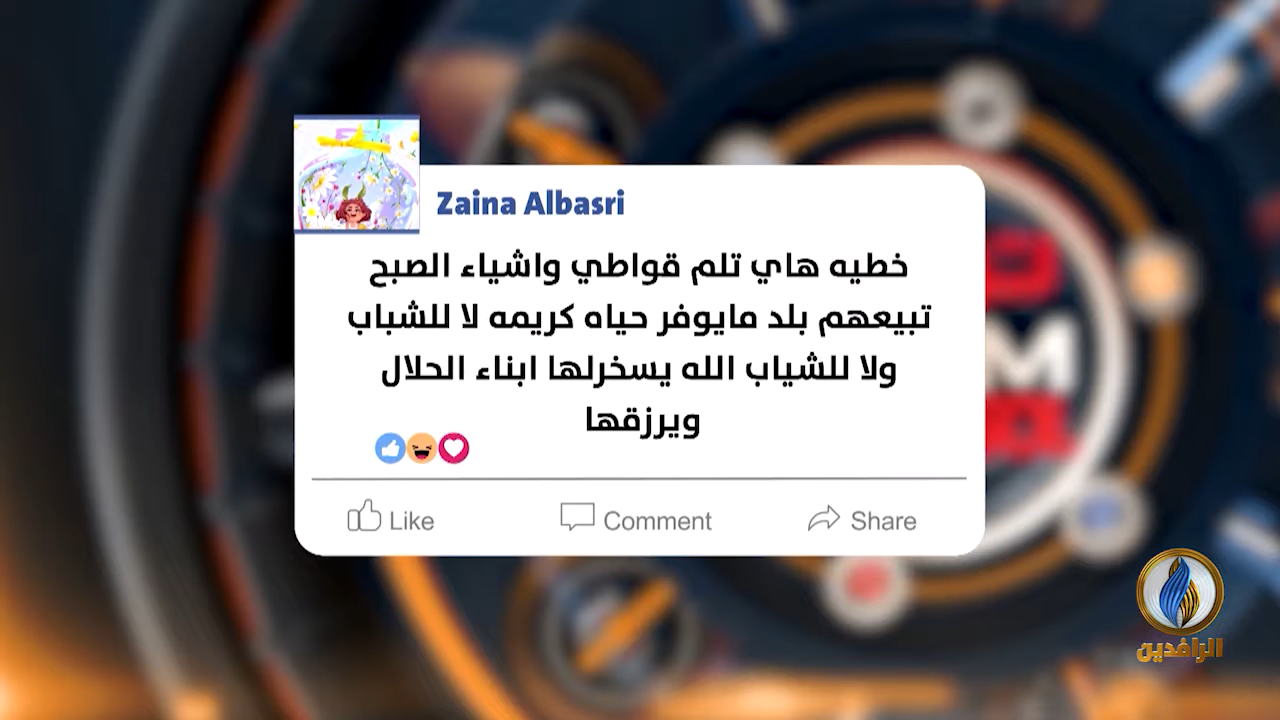 Zaina Albasri
خطيه هاي تلم قواطي واشياء الصبح
تبيعهم بلد مايوفر حياه كريمه لا للشباب
ولا للشياب الله يسخرلها ابناء الحلال
ويرزقها
Like
Comment
Share
الرافدين